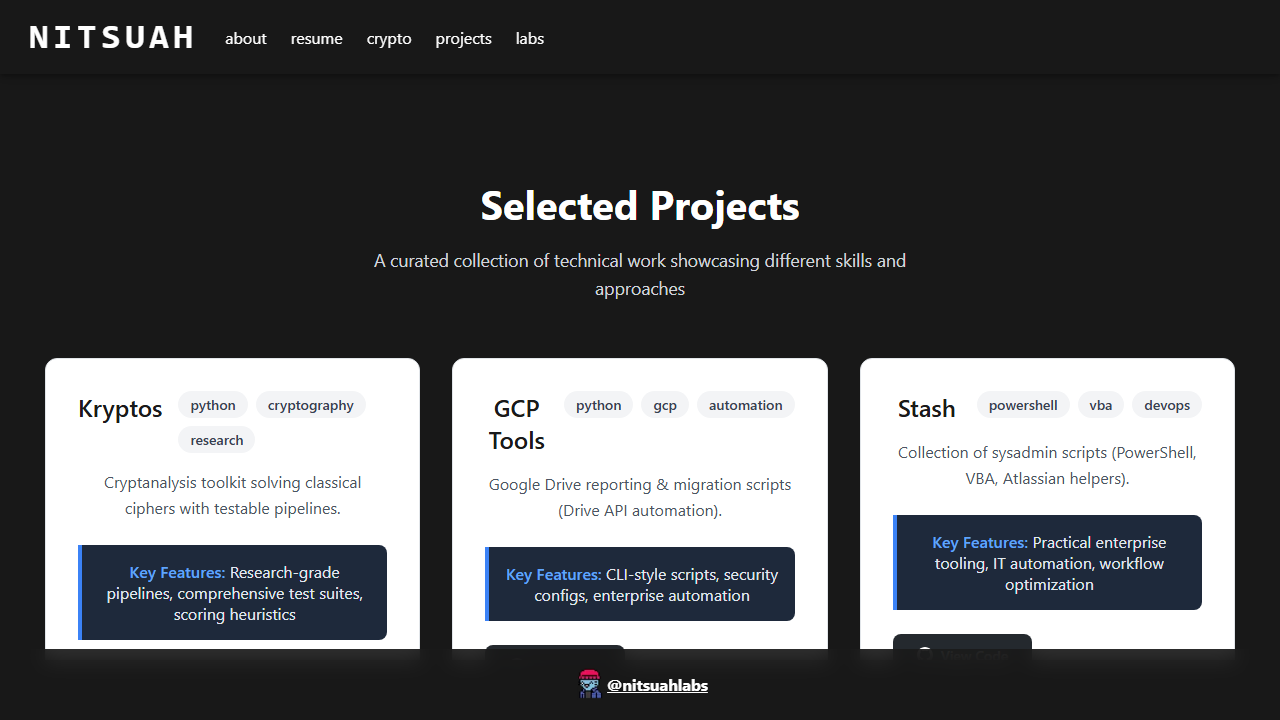 NITSUAH about resume crypto projects labs
Selected Projects
A curated collection of technical work showcasing different skills and
approaches
Kryptos python cryptography
research
Cryptanalysis toolkit solving classical
ciphers with testable pipelines.
Key Features: Research-grade
pipelines, comprehensive test suites,
scoring heuristics
GCP
Tools
python gcp automation
Google Drive reporting & migration scripts
(Drive API automation).
Key Features: CLI-style scripts, security
configs, enterprise automation
Stash powershell vba devops
Collection of sysadmin scripts (PowerShell,
VBA, Atlassian helpers).
Key Features: Practical enterprise
tooling, IT automation, workflow
optimization
@nitsuahlabs